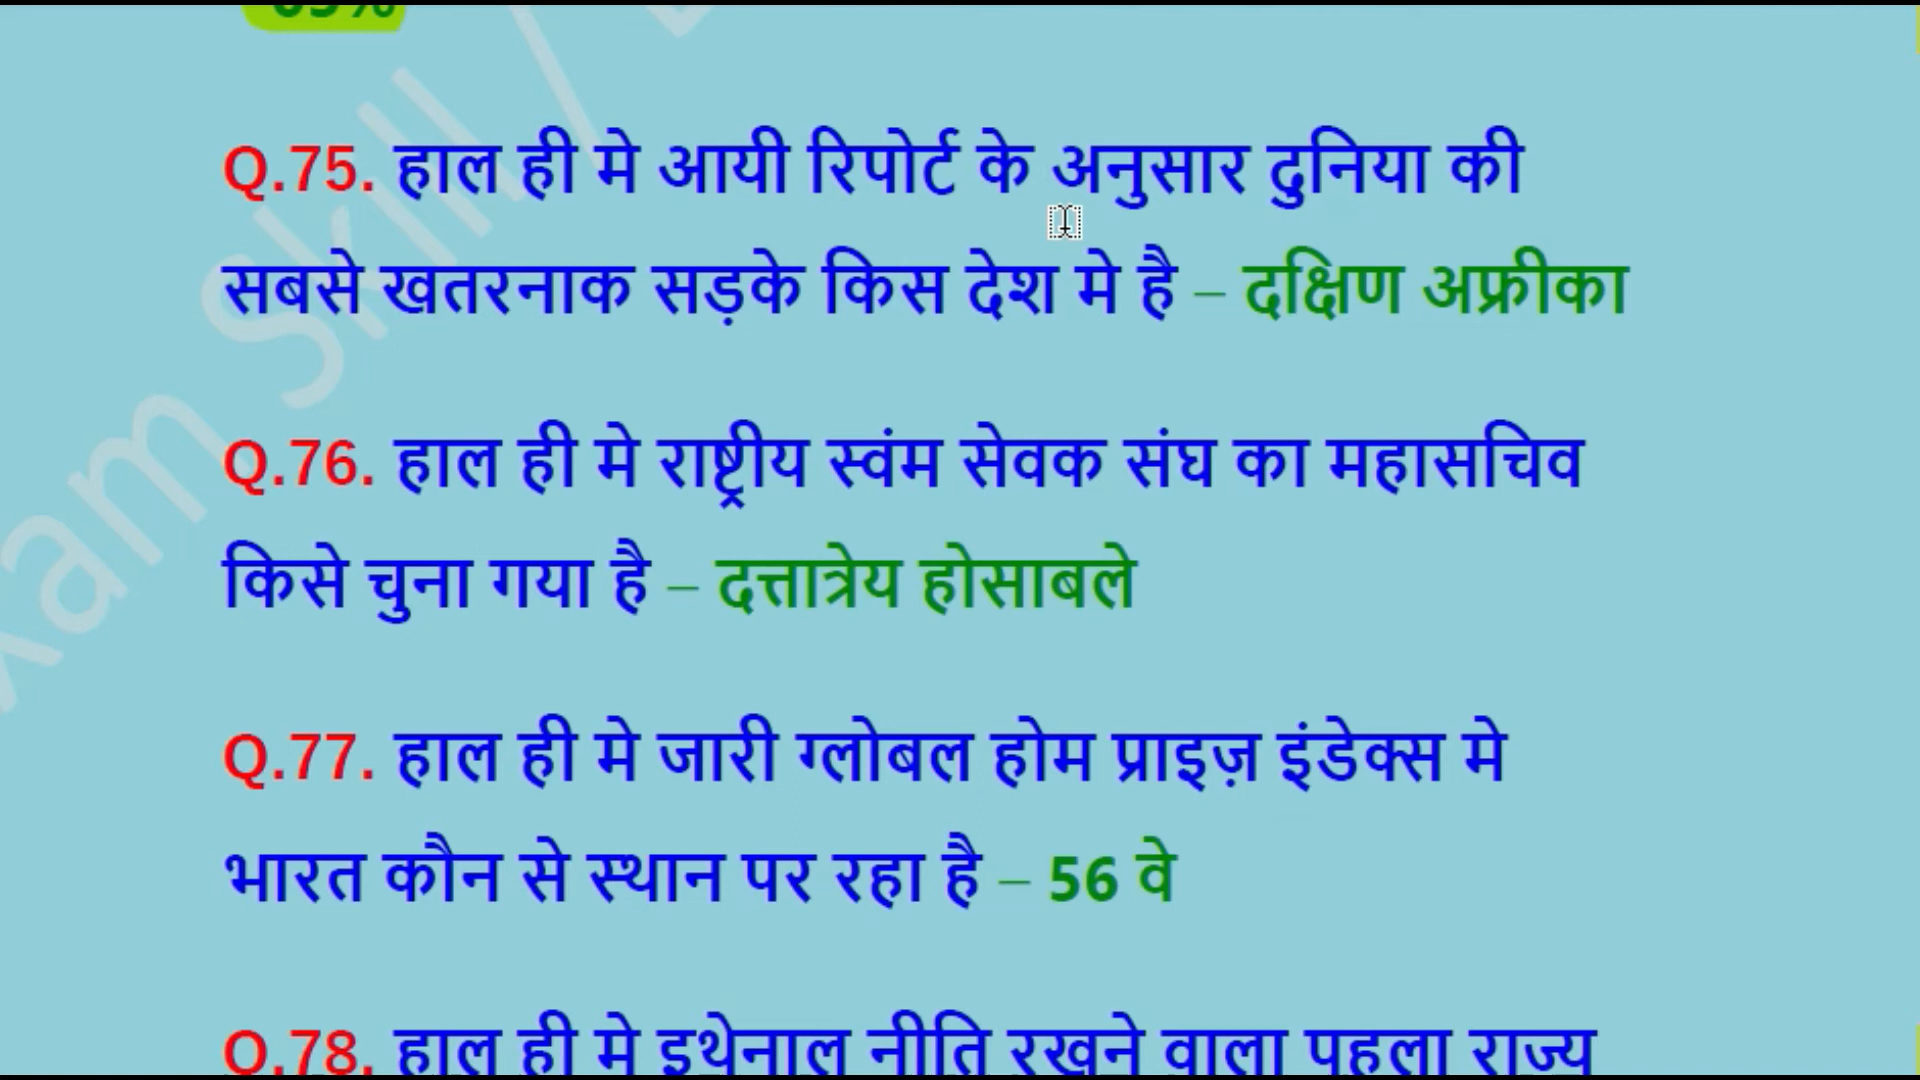 Q.75. हाल ही मे आयी रिपोर्ट के अनुसार दुनिया की
सबसे खतरनाक सड़के किस देश मे है – दक्षिण अफ्रीका
Q.76. हाल ही मे राष्ट्रीय स्वंम सेवक संघ का महासचिव
किसे चुना गया है – दत्तात्रेय होसाबले
Q.77. हाल ही मे जारी ग्लोबल होम प्राइज़ इंडेक्स मे
भारत कौन से स्थान पर रहा है – 56 वे
Q.78. हाल ही मे इथेनाल नीति रखने वाला पहला राज्य